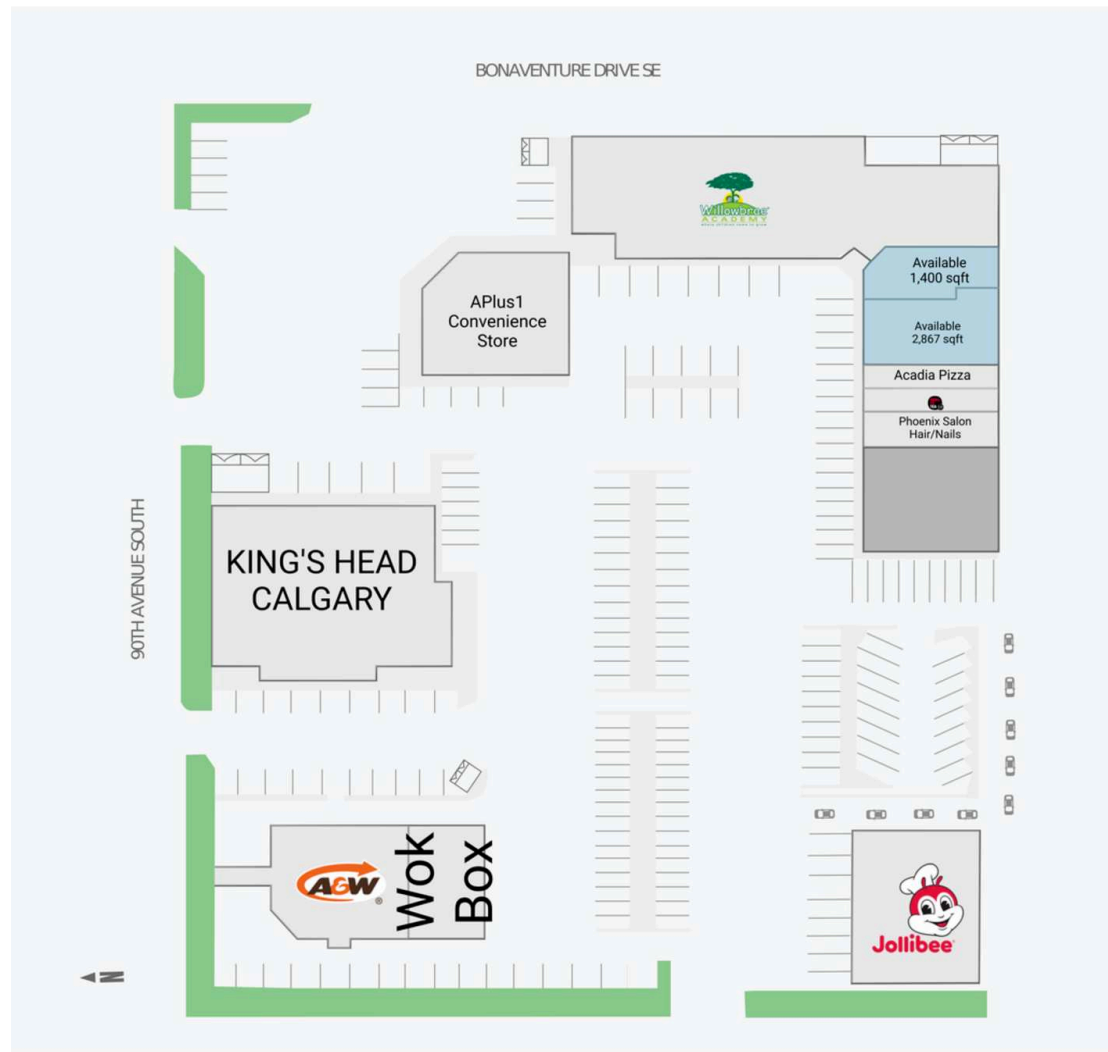 BONAVENTURE DRIVE SE
Willowbrae
ACADEMY
Available
1,400 sqft
APlus1
Convenience
Store
Available
2,867 sqft
Acadia Pizza
Phoenix Salon
Hair/Nails
90TH AVENUE SOUTH
KING'S HEAD
CALGARY
A&W
®
Wok
Box
Jollibee
N